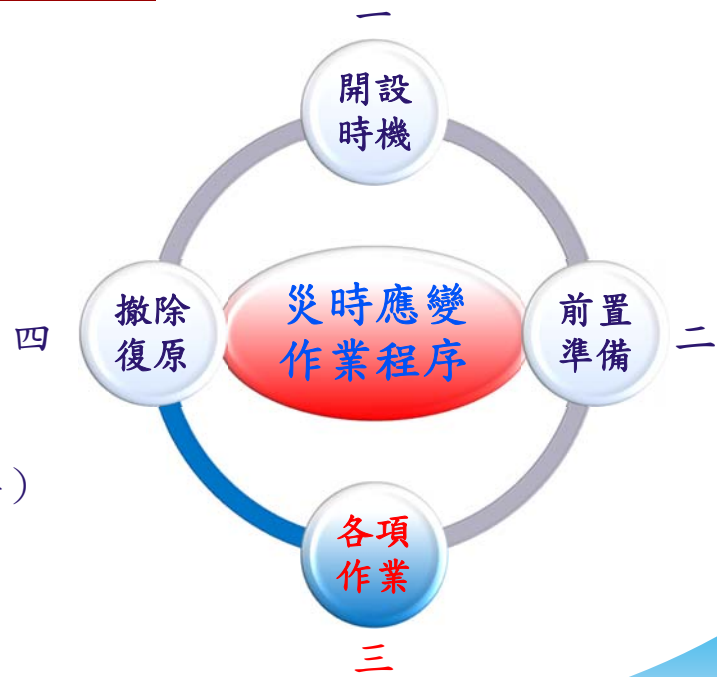 一
開設
時機
災時應變
作業程序
前置
準備
二
撤除
復原
四
）
各項
作業
三